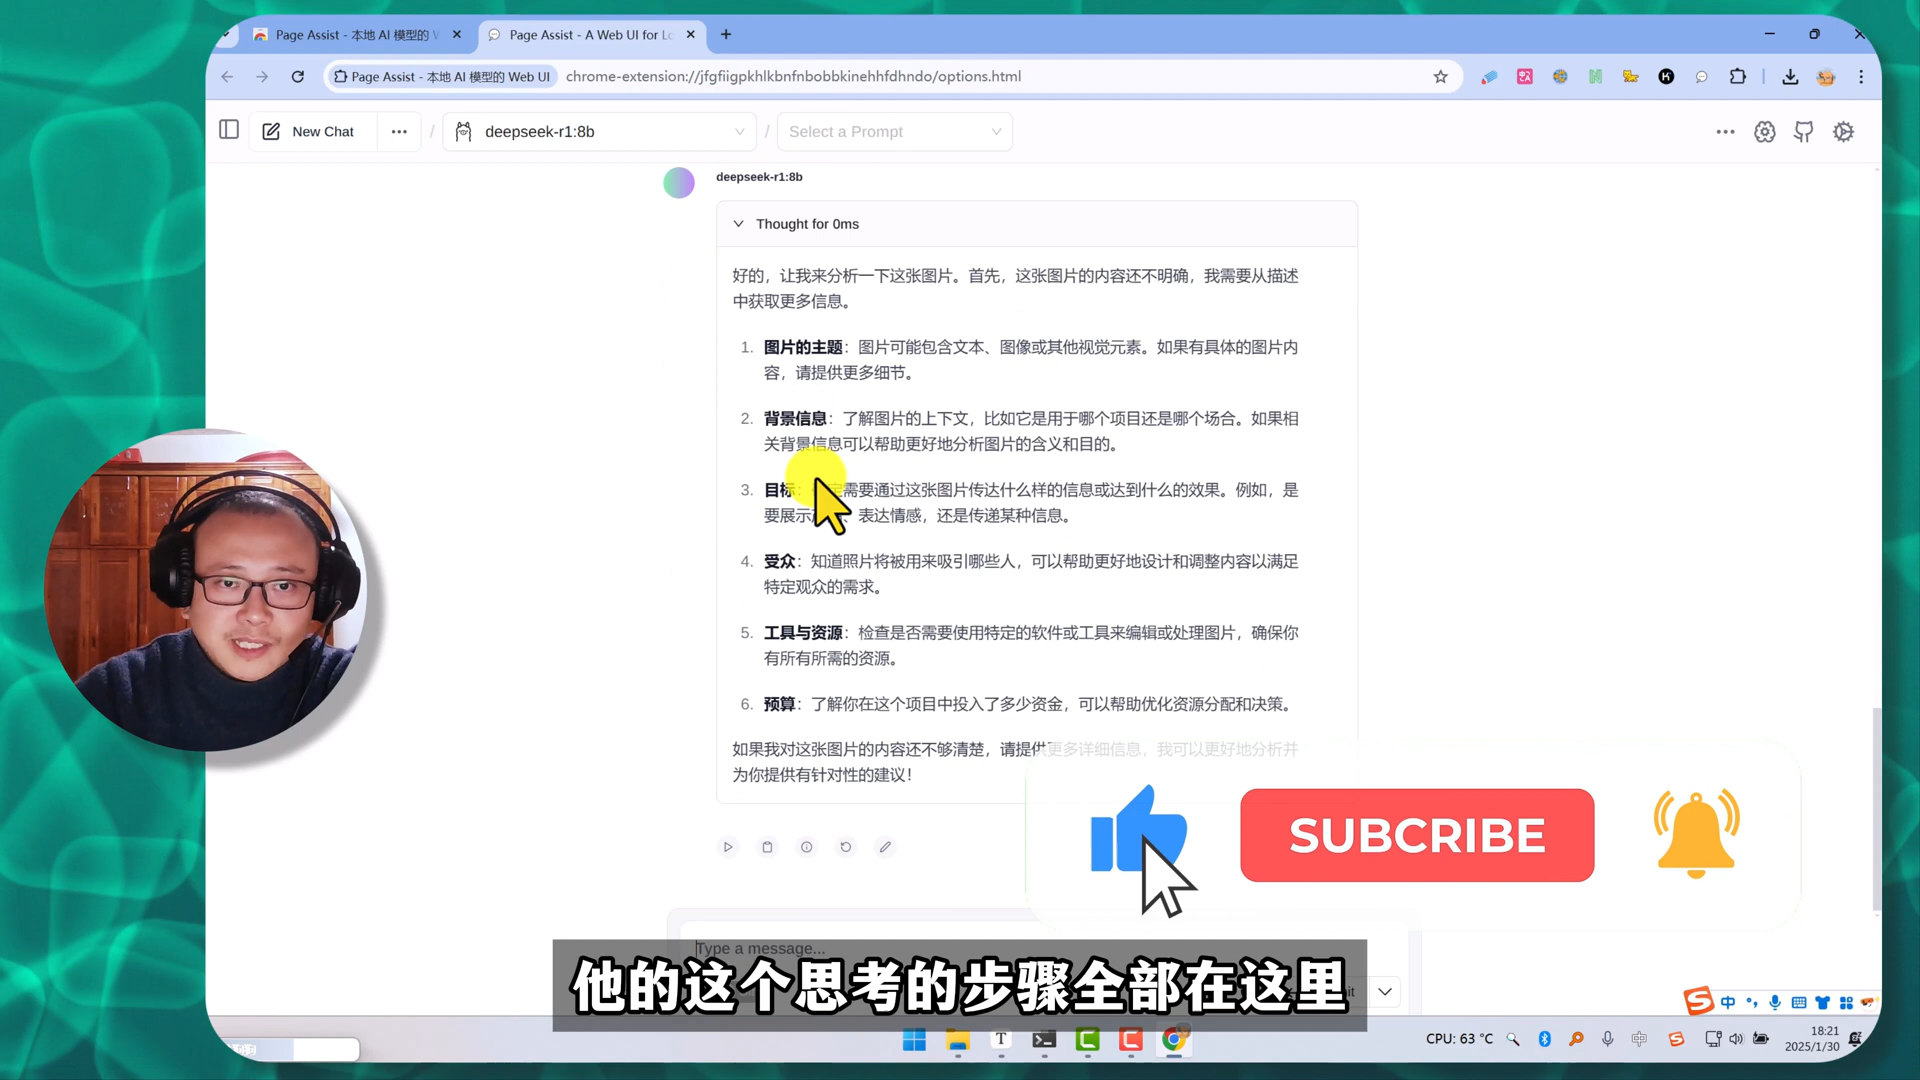 Page Assist - 本地 AI 模型的 W
Page Assist - A Web UI for Lo
Page Assist - 本地 AI 模型的 Web UI
chrome-extension://jfgfiigpkhlkbnfnbobbkinehhfdhndo/options.html
New Chat
/
deepseek-r1:8b
/
Select a Prompt
deepseek-r1:8b
Thought for 0ms
好的，让我来分析一下这张图片。首先，这张图片的内容还不明确，我需要从描述
中获取更多信息。
1. 图片的主题：图片可能包含文本、图像或其他视觉元素。如果有具体的图片内
容，请提供更多细节。
2. 背景信息：了解图片的上下文，比如它是用于哪个项目还是哪个场合。如果相
关背景信息可以帮助更好地分析图片的含义和目的。
3. 目标：需要通过这张图片传达什么样的信息或达到什么的效果。例如，是
要展示、表达情感，还是传递某种信息。
4. 受众：知道照片将被用来吸引哪些人，可以帮助更好地设计和调整内容以满足
特定观众的需求。
5. 工具与资源：检查是否需要使用特定的软件或工具来编辑或处理图片，确保你
有所有所需的资源。
6. 预算：了解你在这个项目中投入了多少资金，可以帮助优化资源分配和决策。
如果我对这张图片的内容还不够清楚，请提供更多详细信息，我可以更好地分析并
为你提供有针对性的建议！
SUBCRIBE
Type a message...
他的这个思考的步骤全部在这里
中
CPU: 63 °C
中
18:21
2025/1/30